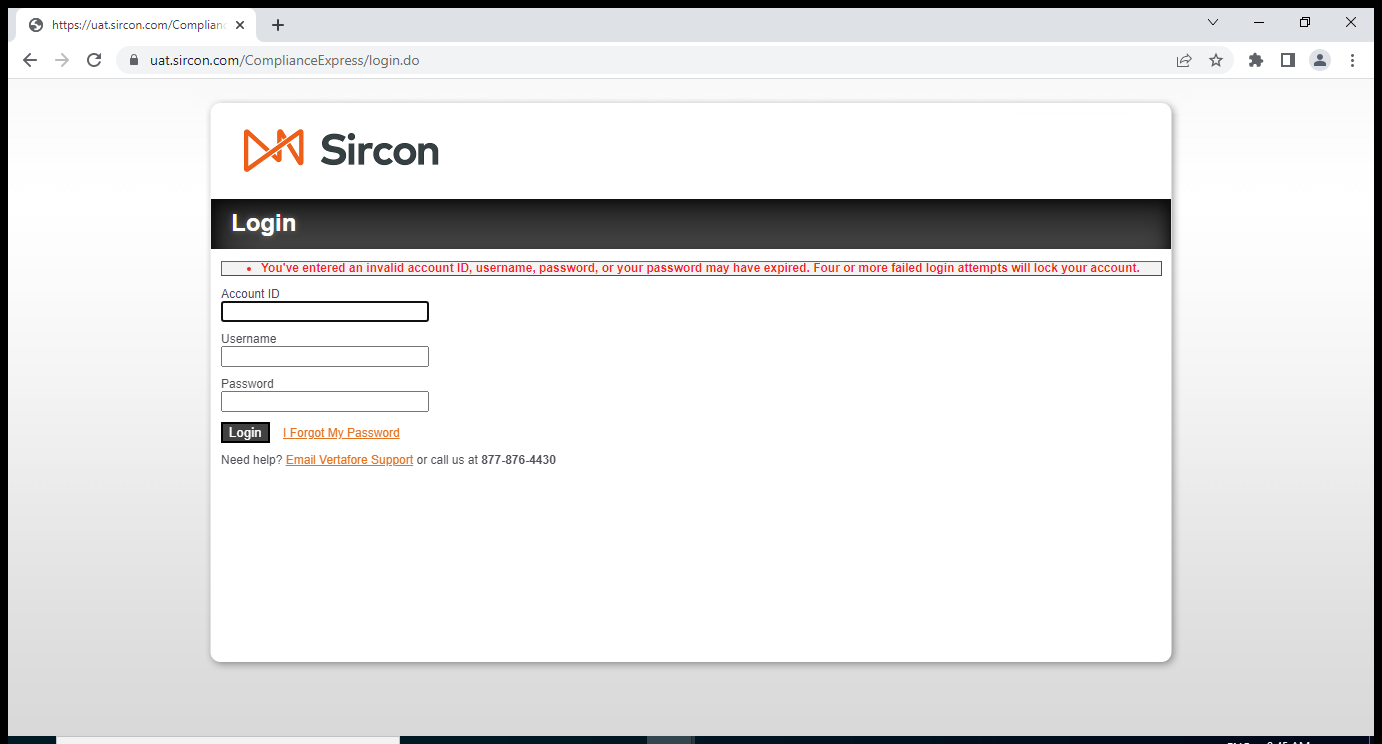 https://uat.sircon.com/Complian
uat.sircon.com/ComplianceExpress/login.do
Sircon
Login
You've entered an invalid account ID, username, password, or your password may have expired. Four or more failed login attempts will lock your account.
Account ID
Username
Password
Login I Forgot My Password
Need help? Email Vertafore Support or call us at 877-876-4430